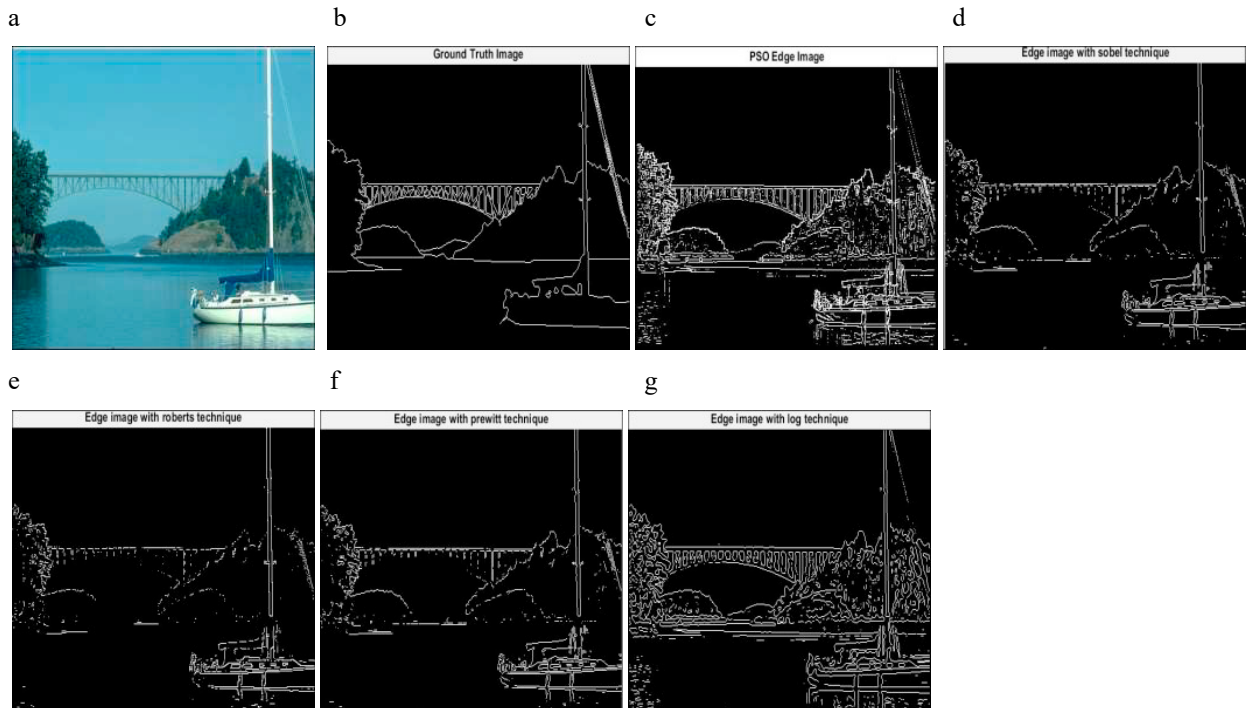 a
b
c
d
Ground Truth Image
PSO Edge Image
Edge image with sobel technique
e
f
g
Edge image with roberts technique
Edge image with prewitt technique
Edge image with log technique